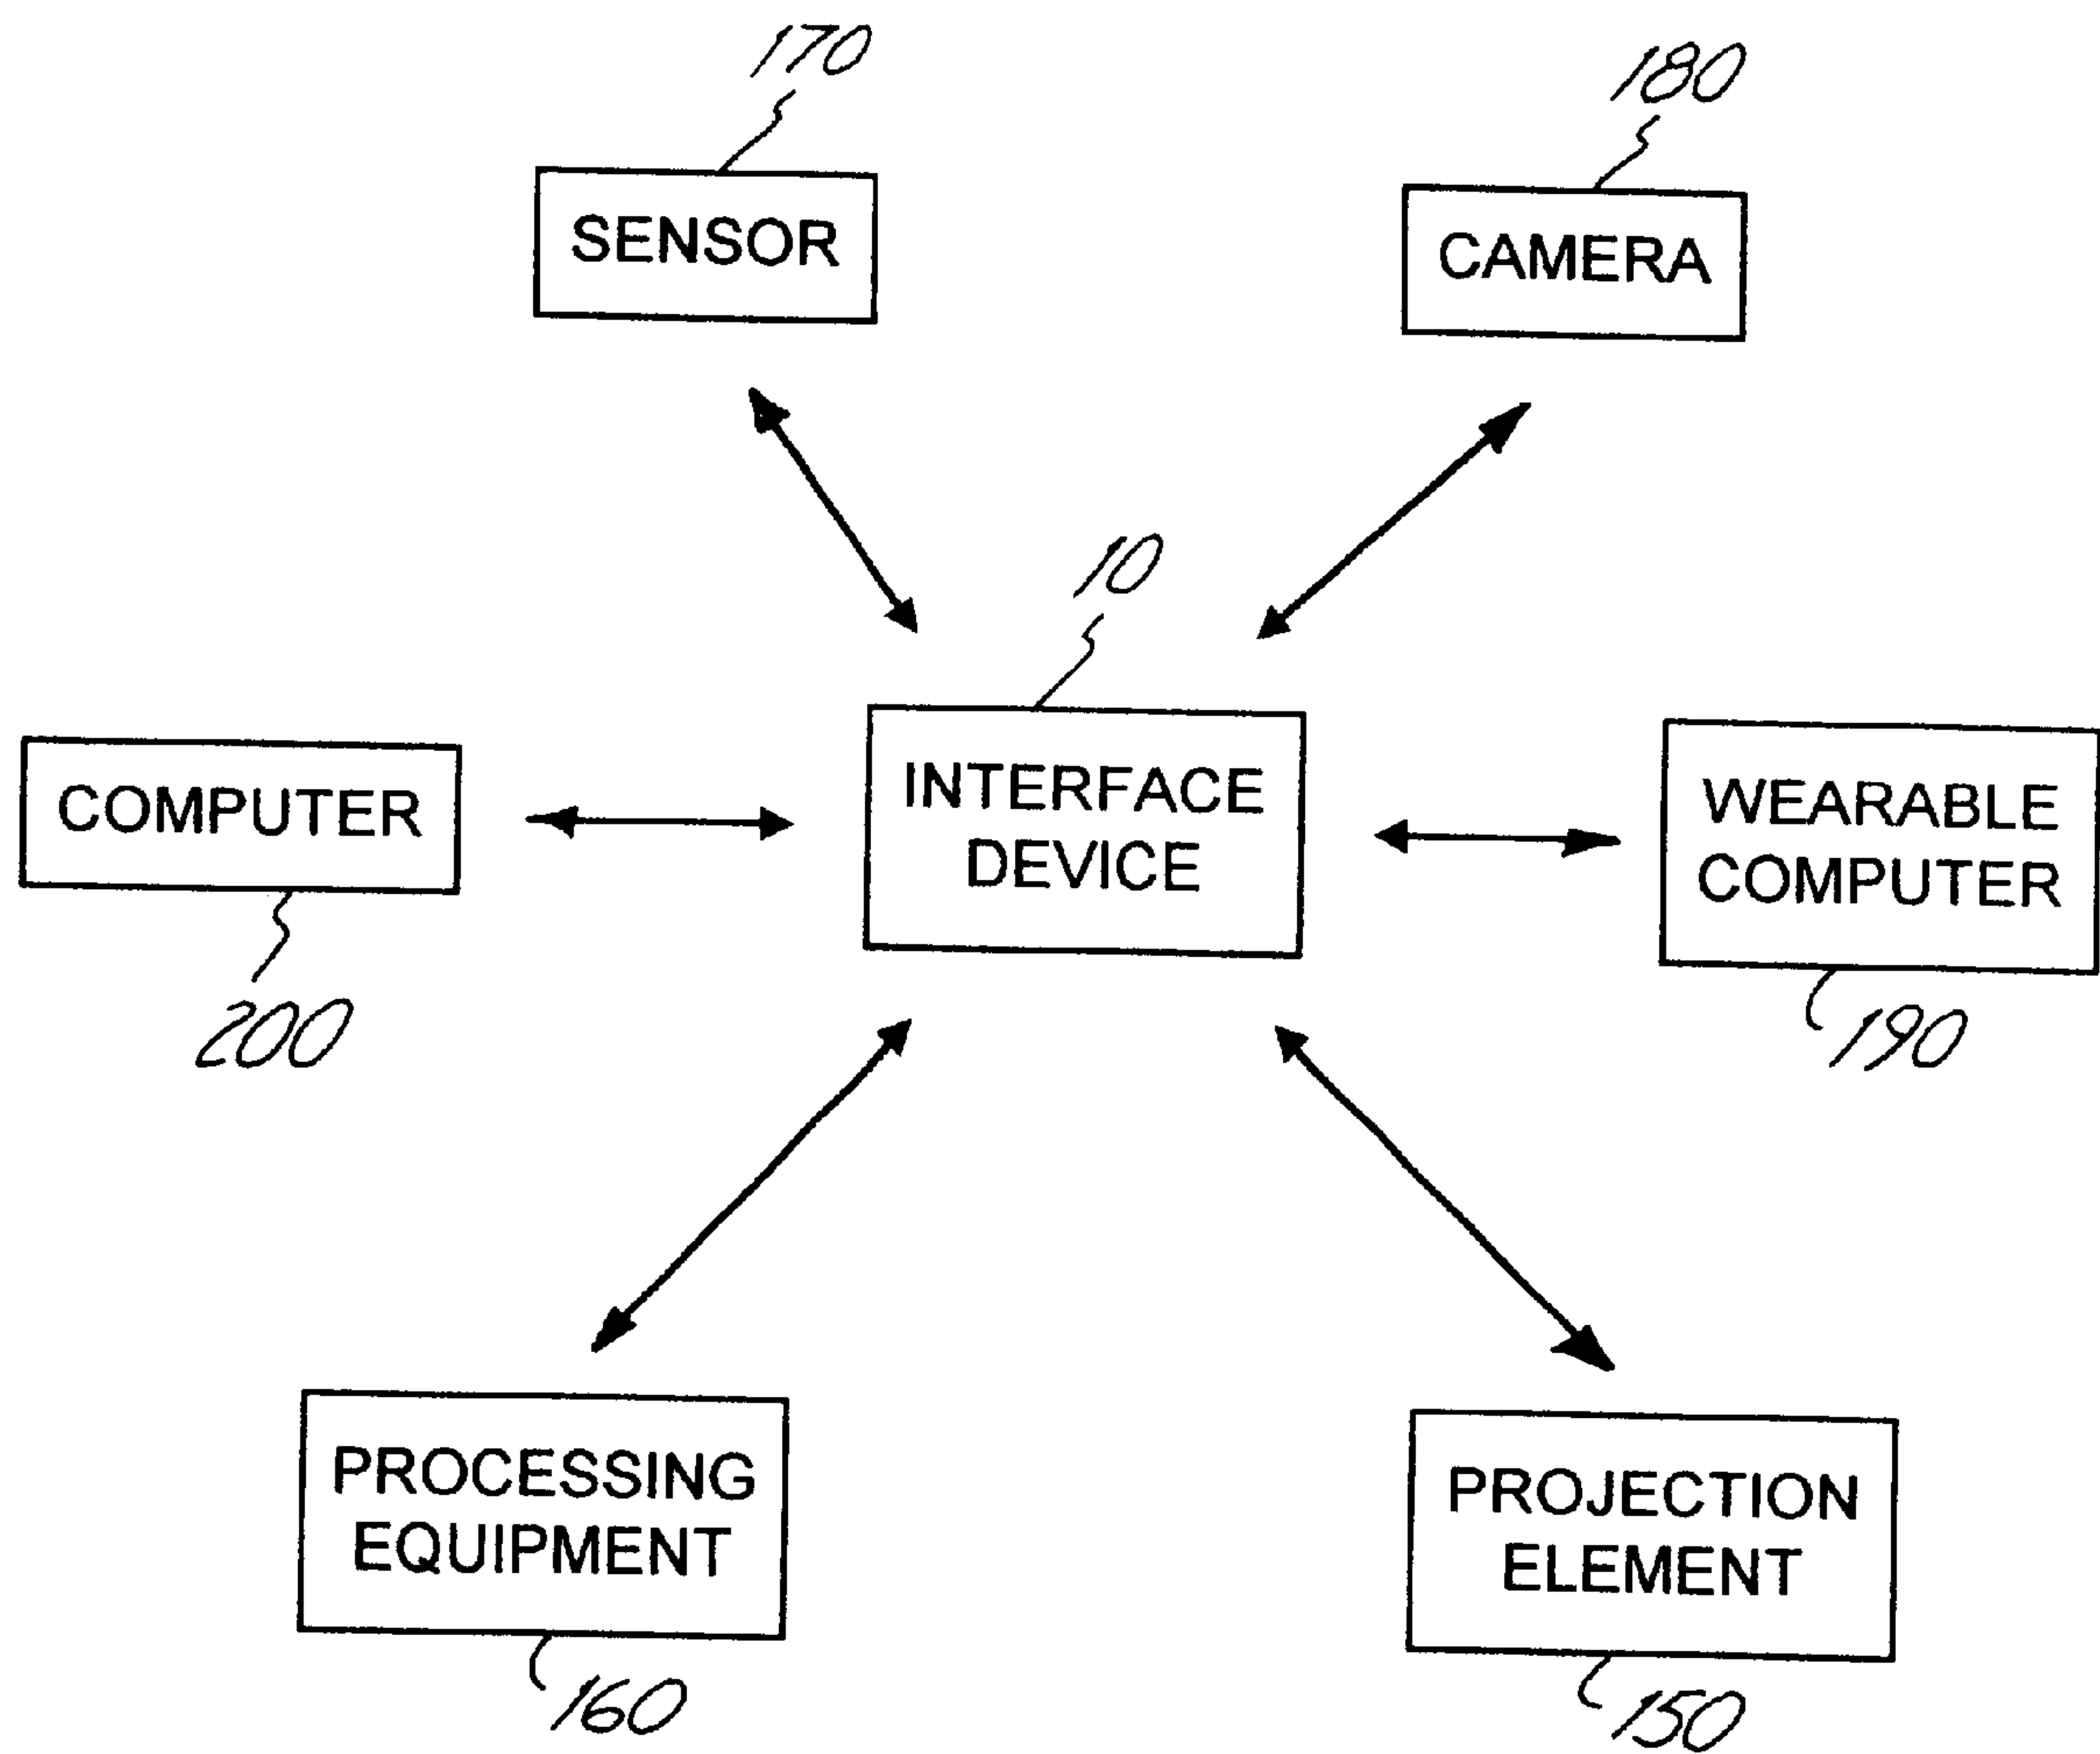 170
180
SENSOR
CAMERA
10
COMPUTER
INTERFACE
DEVICE
WEARABLE
COMPUTER
200
190
PROCESSING
EQUIPMENT
PROJECTION
ELEMENT
160
150